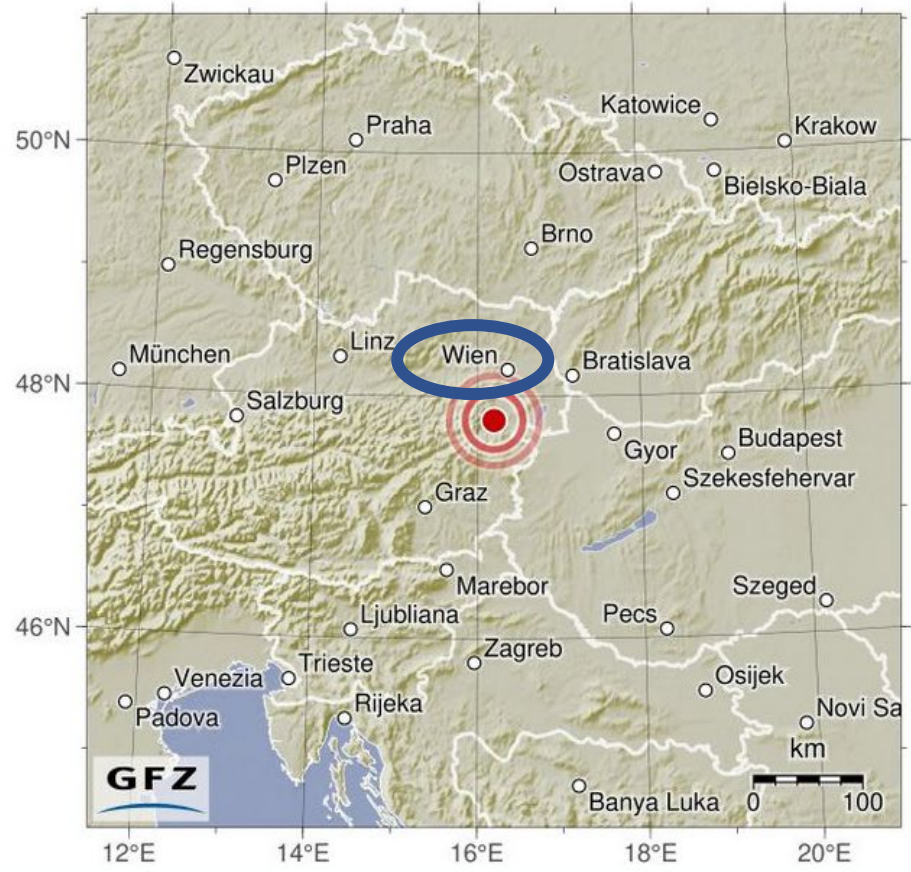 Zwickau
Katowice
Krakow
Praha
50°N
Plzen
Ostrava
Bielsko-Biala
Brno
Regensburg
Linz
Wien
München
Bratislava
48°N
Salzburg
Budapest
Gyor
Szekesfehervar
Graz
Marebor
Szeged
Ljubliana
Pecs
46°N
Zagreb
Trieste
Venezia
Osijek
Padova
Rijeka
Novi Sa
km
GFZ
Banya Luka
0
100
12°E
14°E
16°E
18°E
20°E